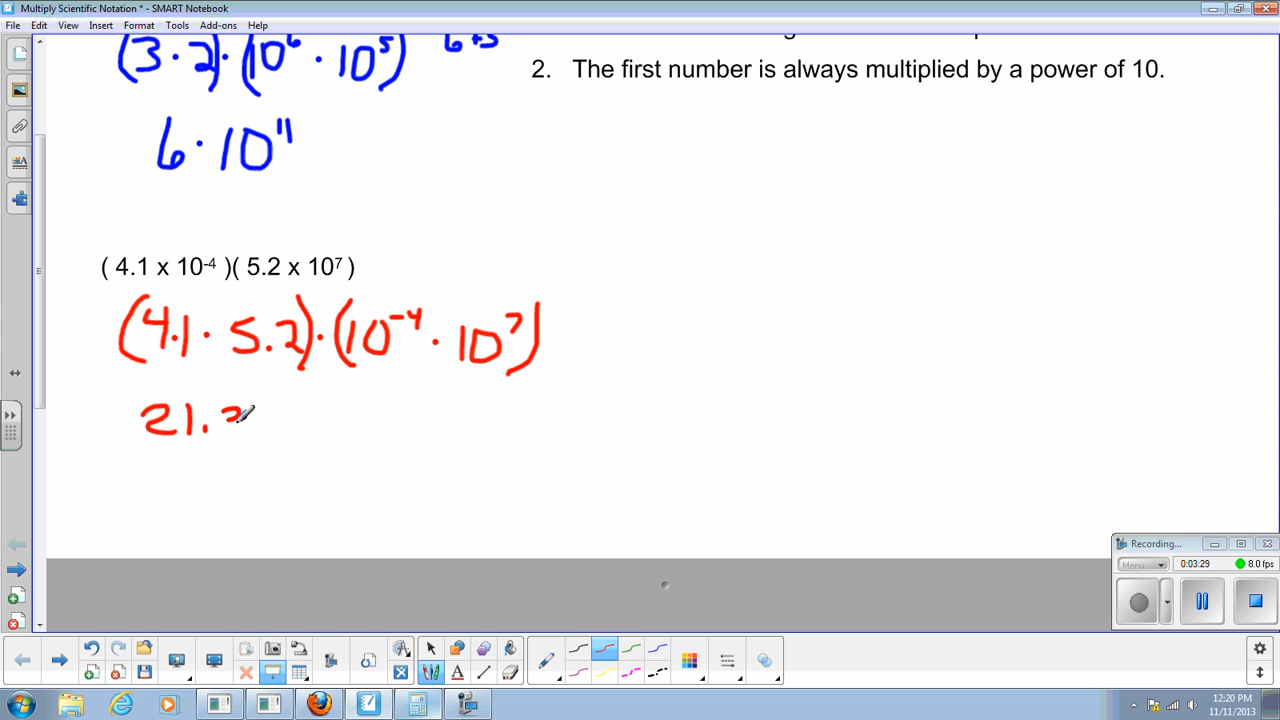 Multiply Scientific Notation * - SMART Notebook
File Edit View Insert Format Tools Add-ons Help
(3 · 2) · (10⁶ · 10⁵) 6+5
2. The first number is always multiplied by a power of 10.
6 · 10¹¹
( 4.1 x 10⁻⁴ )( 5.2 x 10⁷ )
(4.1 · 5.2) · (10⁻⁴ · 10⁷)
21.
Recording...
Menu 0:03:29 8.0 fps
12:20 PM
11/11/2013